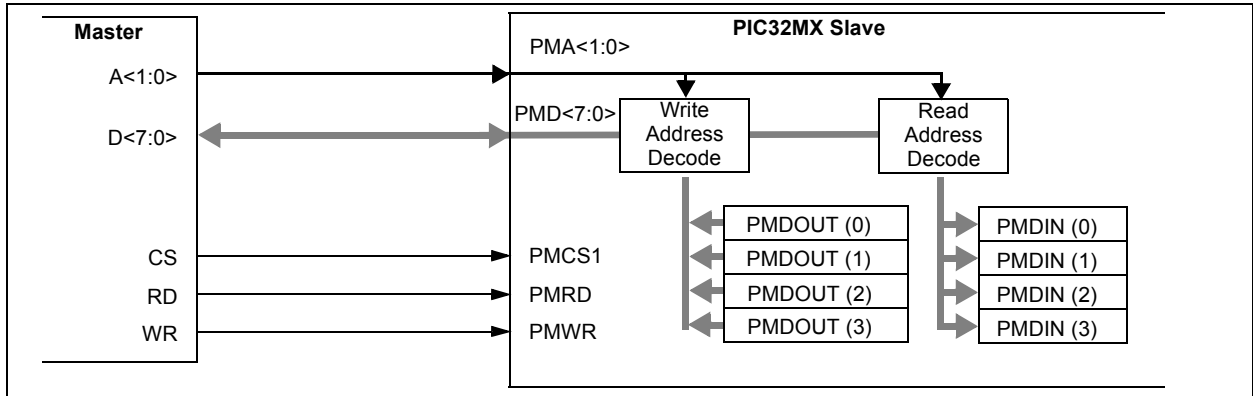 Master
PIC32MX Slave
PMA<1:0>
A<1:0>
PMD<7:0>
D<7:0>
Write
Address
Decode
Read
Address
Decode
PMDOUT (0)
PMDOUT (1)
PMDOUT (2)
PMDOUT (3)
PMDIN (0)
PMDIN (1)
PMDIN (2)
PMDIN (3)
CS
PMCS1
RD
PMRD
WR
PMWR